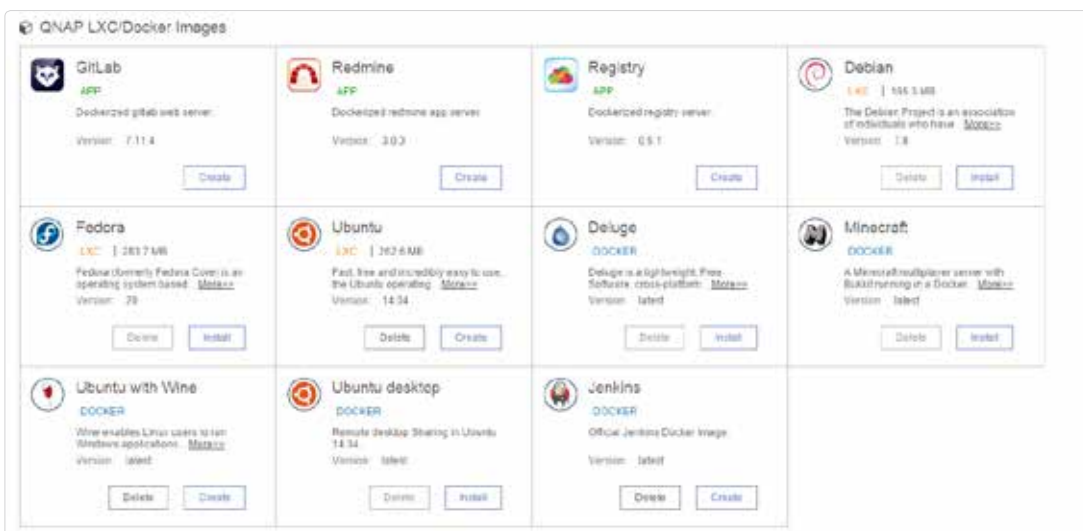 QNAP LXC/Docker Images
GitLab
APP
Dockerized gitlab web server.
Version: 7.11.4
Create
Redmine
APP
Dockerized redmine app server
Version: 3.0.3
Create
Registry
APP
Dockerized registry server
Version: 0.9.1
Create
Debian
LXC |
The Debian Project is an association
of individuals who have More>>
Version:
Delete Install
Fedora
LXC | 283.7 MB
Fedora (formerly Fedora Core) is an
operating system based More>>
Version:
Delete Install
Ubuntu
LXC | 262.6 MB
Fast, free and incredibly easy to use,
the Ubuntu operating More>>
Version: 14.04
Delete Create
Deluge
DOCKER
Deluge is a lightweight, Free
Software, cross-platform More>>
Version: latest
Delete Install
Minecraft
DOCKER
A Minecraft multiplayer server with
Bukkit running in a Docker More>>
Version: latest
Delete Install
Ubuntu with Wine
DOCKER
Wine enables Linux users to run
Windows applications More>>
Version: latest
Delete Create
Ubuntu desktop
DOCKER
Remote desktop Sharing in Ubuntu
14.04
Version: latest
Delete Install
Jenkins
DOCKER
Official Jenkins Docker Image
Version: latest
Delete Create